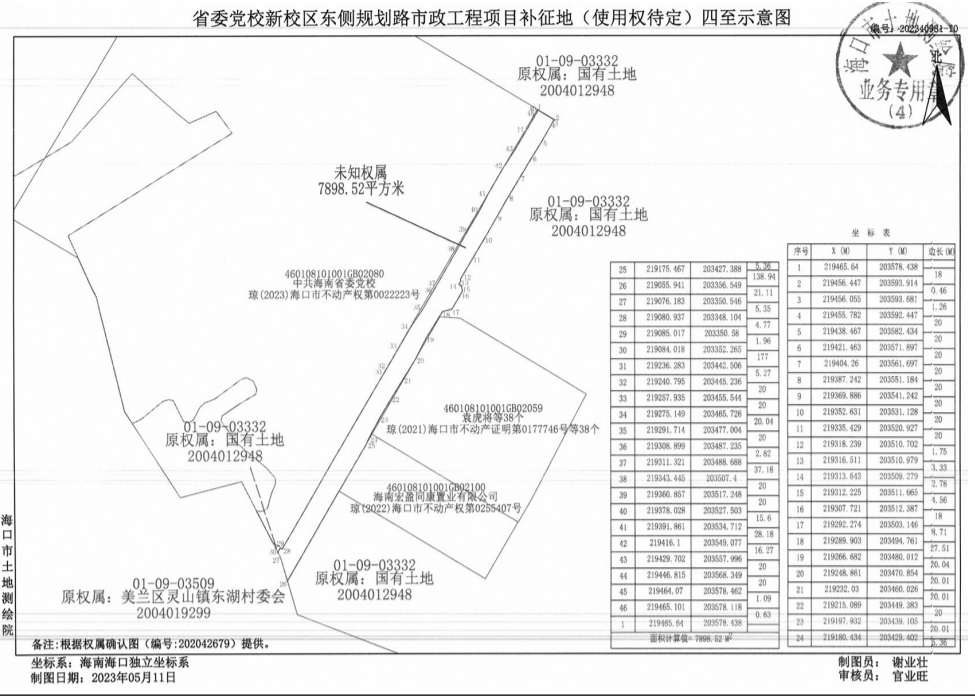 省委党校新校区东侧规划路市政工程项目补征地（使用权待定）四至示意图
海口市土地测绘院
业务专用章
(4)
北
01-09-03332
原权属：国有土地
2004012948
未知权属
7898.52平方米
01-09-03332
原权属：国有土地
2004012948
460108101001GB02080
中共海南省委党校
琼(2023)海口市不动产权第0022223号
460108101001GB02059
袁虎将等38个
琼(2021)海口市不动产证明第0177746号等38个
01-09-03332
原权属：国有土地
2004012948
460108101001GB02100
海南宏盈同康置业有限公司
琼(2022)海口市不动产权第0255407号
01-09-03332
原权属：国有土地
2004012948
01-09-03509
原权属：美兰区灵山镇东湖村委会
2004019299
坐 标 表
序号 X (M) Y (M) 边长(M)
1 219465.64 203578.438
18
2 219456.447 203593.914
0.46
3 219456.055 203593.681
1.26
4 219455.782 203592.447
20
5 219438.467 203582.434
20
6 219421.463 203571.897
20
7 219404.26 203561.697
20
8 219387.242 203551.184
20
9 219369.886 203541.242
20
10 219352.631 203531.128
20
11 219335.429 203520.927
20
12 219318.239 203510.702
1.75
13 219316.511 203510.979
3.33
14 219313.643 203509.279
2.78
15 219312.225 203511.665
4.56
16 219307.721 203512.387
18
17 219292.274 203503.146
8.71
18 219289.903 203494.761
27.51
19 219266.682 203480.012
20.04
20 219248.861 203470.854
20.01
21 219232.03 203460.026
20.01
22 219215.089 203449.383
20
23 219197.932 203439.105
20.01
24 219180.434 203429.402
5.36
25 219175.467 203427.388
5.36
138.94
26 219055.941 203356.549
21.11
27 219076.183 203350.546
5.35
28 219080.937 203348.104
4.77
29 219085.017 203350.58
1.96
30 219084.018 203352.265
177
31 219236.283 203442.506
5.27
32 219240.795 203445.236
20
33 219257.935 203455.544
20
34 219275.149 203465.726
20.04
35 219291.714 203477.004
20
36 219308.899 203487.235
2.82
37 219311.321 203488.688
37.18
38 219343.445 203507.4
20
39 219360.857 203517.248
20
40 219378.028 203527.503
15.6
41 219391.861 203534.712
28.18
42 219416.1 203549.077
16.27
43 219429.702 203557.996
20
44 219446.815 203568.349
20
45 219464.07 203578.462
1.09
46 219465.101 203578.118
0.63
1 219465.64 203578.438
面积计算值= 7898.52 M²
海口市土地测绘院
备注:根据权属确认图（编号:202042679）提供。
坐标系：海南海口独立坐标系
制图日期：2023年05月11日
制图员：谢业壮
审核员：官业旺